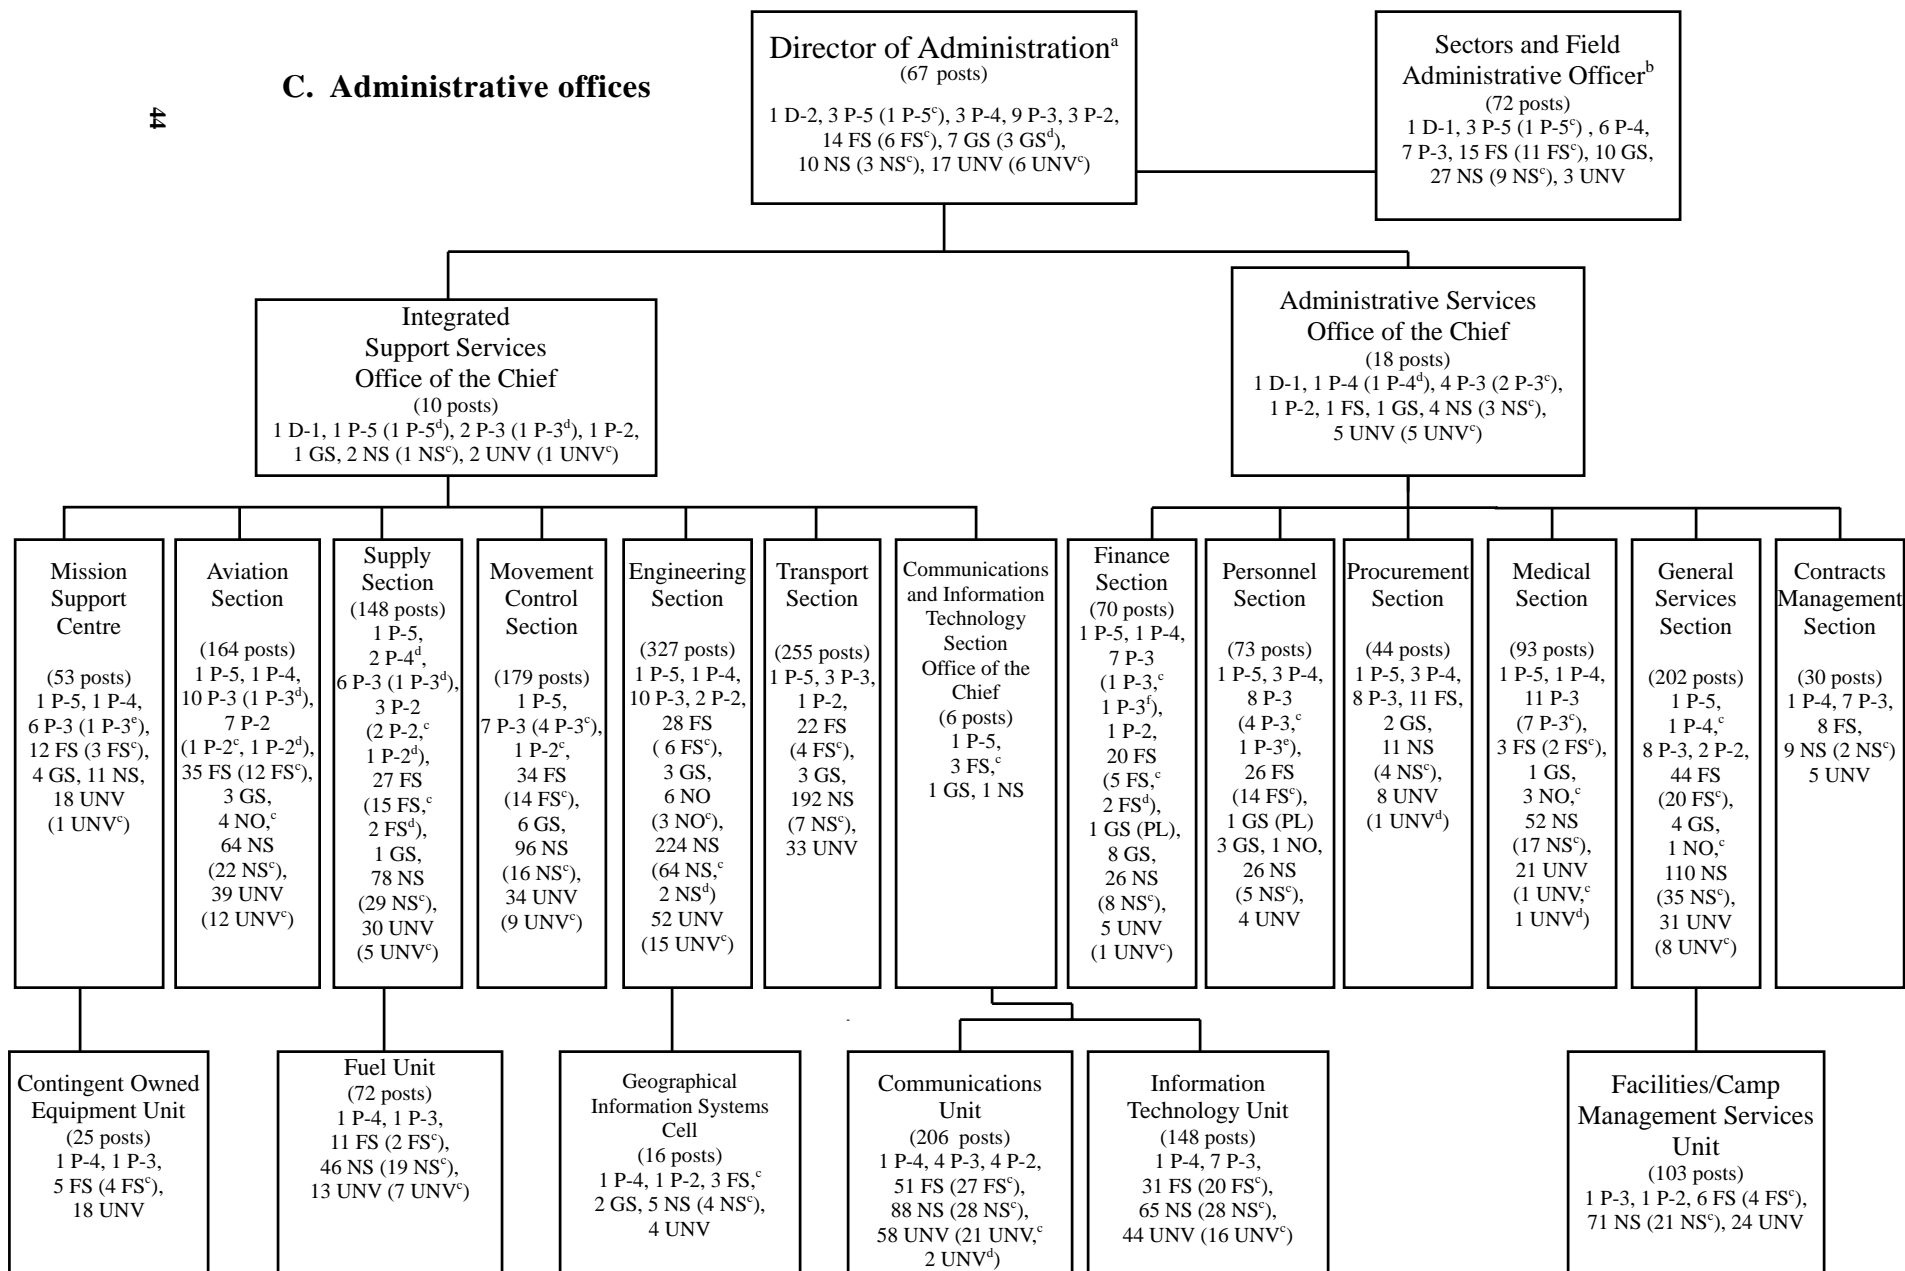 44
C. Administrative offices
Director of Administrationᵃ
(67 posts)
1 D-2, 3 P-5 (1 P-5ᶜ), 3 P-4, 9 P-3, 3 P-2,
14 FS (6 FSᶜ), 7 GS (3 GSᵈ),
10 NS (3 NSᶜ), 17 UNV (6 UNVᶜ)
Sectors and Field
Administrative Officerᵇ
(72 posts)
1 D-1, 3 P-5 (1 P-5ᶜ) , 6 P-4,
7 P-3, 15 FS (11 FSᶜ), 10 GS,
27 NS (9 NSᶜ), 3 UNV
Integrated
Support Services
Office of the Chief
(10 posts)
1 D-1, 1 P-5 (1 P-5ᵈ), 2 P-3 (1 P-3ᵈ), 1 P-2,
1 GS, 2 NS (1 NSᶜ), 2 UNV (1 UNVᶜ)
Administrative Services
Office of the Chief
(18 posts)
1 D-1, 1 P-4 (1 P-4ᵈ), 4 P-3 (2 P-3ᶜ),
1 P-2, 1 FS, 1 GS, 4 NS (3 NSᶜ),
5 UNV (5 UNVᶜ)
Mission
Support
Centre
(53 posts)
1 P-5, 1 P-4,
6 P-3 (1 P-3ᵉ),
12 FS (3 FSᶜ),
4 GS, 11 NS,
18 UNV
(1 UNVᶜ)
Aviation
Section
(164 posts)
1 P-5, 1 P-4,
10 P-3 (1 P-3ᵈ),
7 P-2
(1 P-2ᶜ, 1 P-2ᵈ),
35 FS (12 FSᶜ),
3 GS,
4 NO,ᶜ
64 NS
(22 NSᶜ),
39 UNV
(12 UNVᶜ)
Supply
Section
(148 posts)
1 P-5,
2 P-4ᵈ,
6 P-3 (1 P-3ᵈ),
3 P-2
(2 P-2,ᶜ
1 P-2ᵈ),
27 FS
(15 FS,ᶜ
2 FSᵈ),
1 GS,
78 NS
(29 NSᶜ),
30 UNV
(5 UNVᶜ)
Movement
Control
Section
(179 posts)
1 P-5,
7 P-3 (4 P-3ᶜ),
1 P-2ᶜ,
34 FS
(14 FSᶜ),
6 GS,
96 NS
(16 NSᶜ),
34 UNV
(9 UNVᶜ)
Engineering
Section
(327 posts)
1 P-5, 1 P-4,
10 P-3, 2 P-2,
28 FS
( 6 FSᶜ),
3 GS,
6 NO
(3 NOᶜ),
224 NS
(64 NS,ᶜ
2 NSᵈ)
52 UNV
(15 UNVᶜ)
Transport
Section
(255 posts)
1 P-5, 3 P-3,
1 P-2,
22 FS
(4 FSᶜ),
3 GS,
192 NS
(7 NSᶜ),
33 UNV
Communications
and Information
Technology
Section
Office of the
Chief
(6 posts)
1 P-5,
3 FS,ᶜ
1 GS, 1 NS
Finance
Section
(70 posts)
1 P-5, 1 P-4,
7 P-3
(1 P-3,ᶜ
1 P-3ᶠ),
1 P-2,
20 FS
(5 FS,ᶜ
2 FSᵈ),
1 GS (PL),
8 GS,
26 NS
(8 NSᶜ),
5 UNV
(1 UNVᶜ)
Personnel
Section
(73 posts)
1 P-5, 3 P-4,
8 P-3
(4 P-3,ᶜ
1 P-3ᵉ),
26 FS
(14 FSᶜ),
1 GS (PL)
3 GS, 1 NO,
26 NS
(5 NSᶜ),
4 UNV
Procurement
Section
(44 posts)
1 P-5, 3 P-4,
8 P-3, 11 FS,
2 GS,
11 NS
(4 NSᶜ),
8 UNV
(1 UNVᵈ)
Medical
Section
(93 posts)
1 P-5, 1 P-4,
11 P-3
(7 P-3ᶜ),
3 FS (2 FSᶜ),
1 GS,
3 NO,ᶜ
52 NS
(17 NSᶜ),
21 UNV
(1 UNV,ᶜ
1 UNVᵈ)
General
Services
Section
(202 posts)
1 P-5,
1 P-4,ᶜ
8 P-3, 2 P-2,
44 FS
(20 FSᶜ),
4 GS,
1 NO,ᶜ
110 NS
(35 NSᶜ),
31 UNV
(8 UNVᶜ)
Contracts
Management
Section
(30 posts)
1 P-4, 7 P-3,
8 FS,
9 NS (2 NSᶜ)
5 UNV
Contingent Owned
Equipment Unit
(25 posts)
1 P-4, 1 P-3,
5 FS (4 FSᶜ),
18 UNV
Fuel Unit
(72 posts)
1 P-4, 1 P-3,
11 FS (2 FSᶜ),
46 NS (19 NSᶜ),
13 UNV (7 UNVᶜ)
Geographical
Information Systems
Cell
(16 posts)
1 P-4, 1 P-2, 3 FS,ᶜ
2 GS, 5 NS (4 NSᶜ),
4 UNV
Communications
Unit
(206 posts)
1 P-4, 4 P-3, 4 P-2,
51 FS (27 FSᶜ),
88 NS (28 NSᶜ),
58 UNV (21 UNV,ᶜ
2 UNVᵈ)
Information
Technology Unit
(148 posts)
1 P-4, 7 P-3,
31 FS (20 FSᶜ),
65 NS (28 NSᶜ),
44 UNV (16 UNVᶜ)
Facilities/Camp
Management Services
Unit
(103 posts)
1 P-3, 1 P-2, 6 FS (4 FSᶜ),
71 NS (21 NSᶜ), 24 UNV